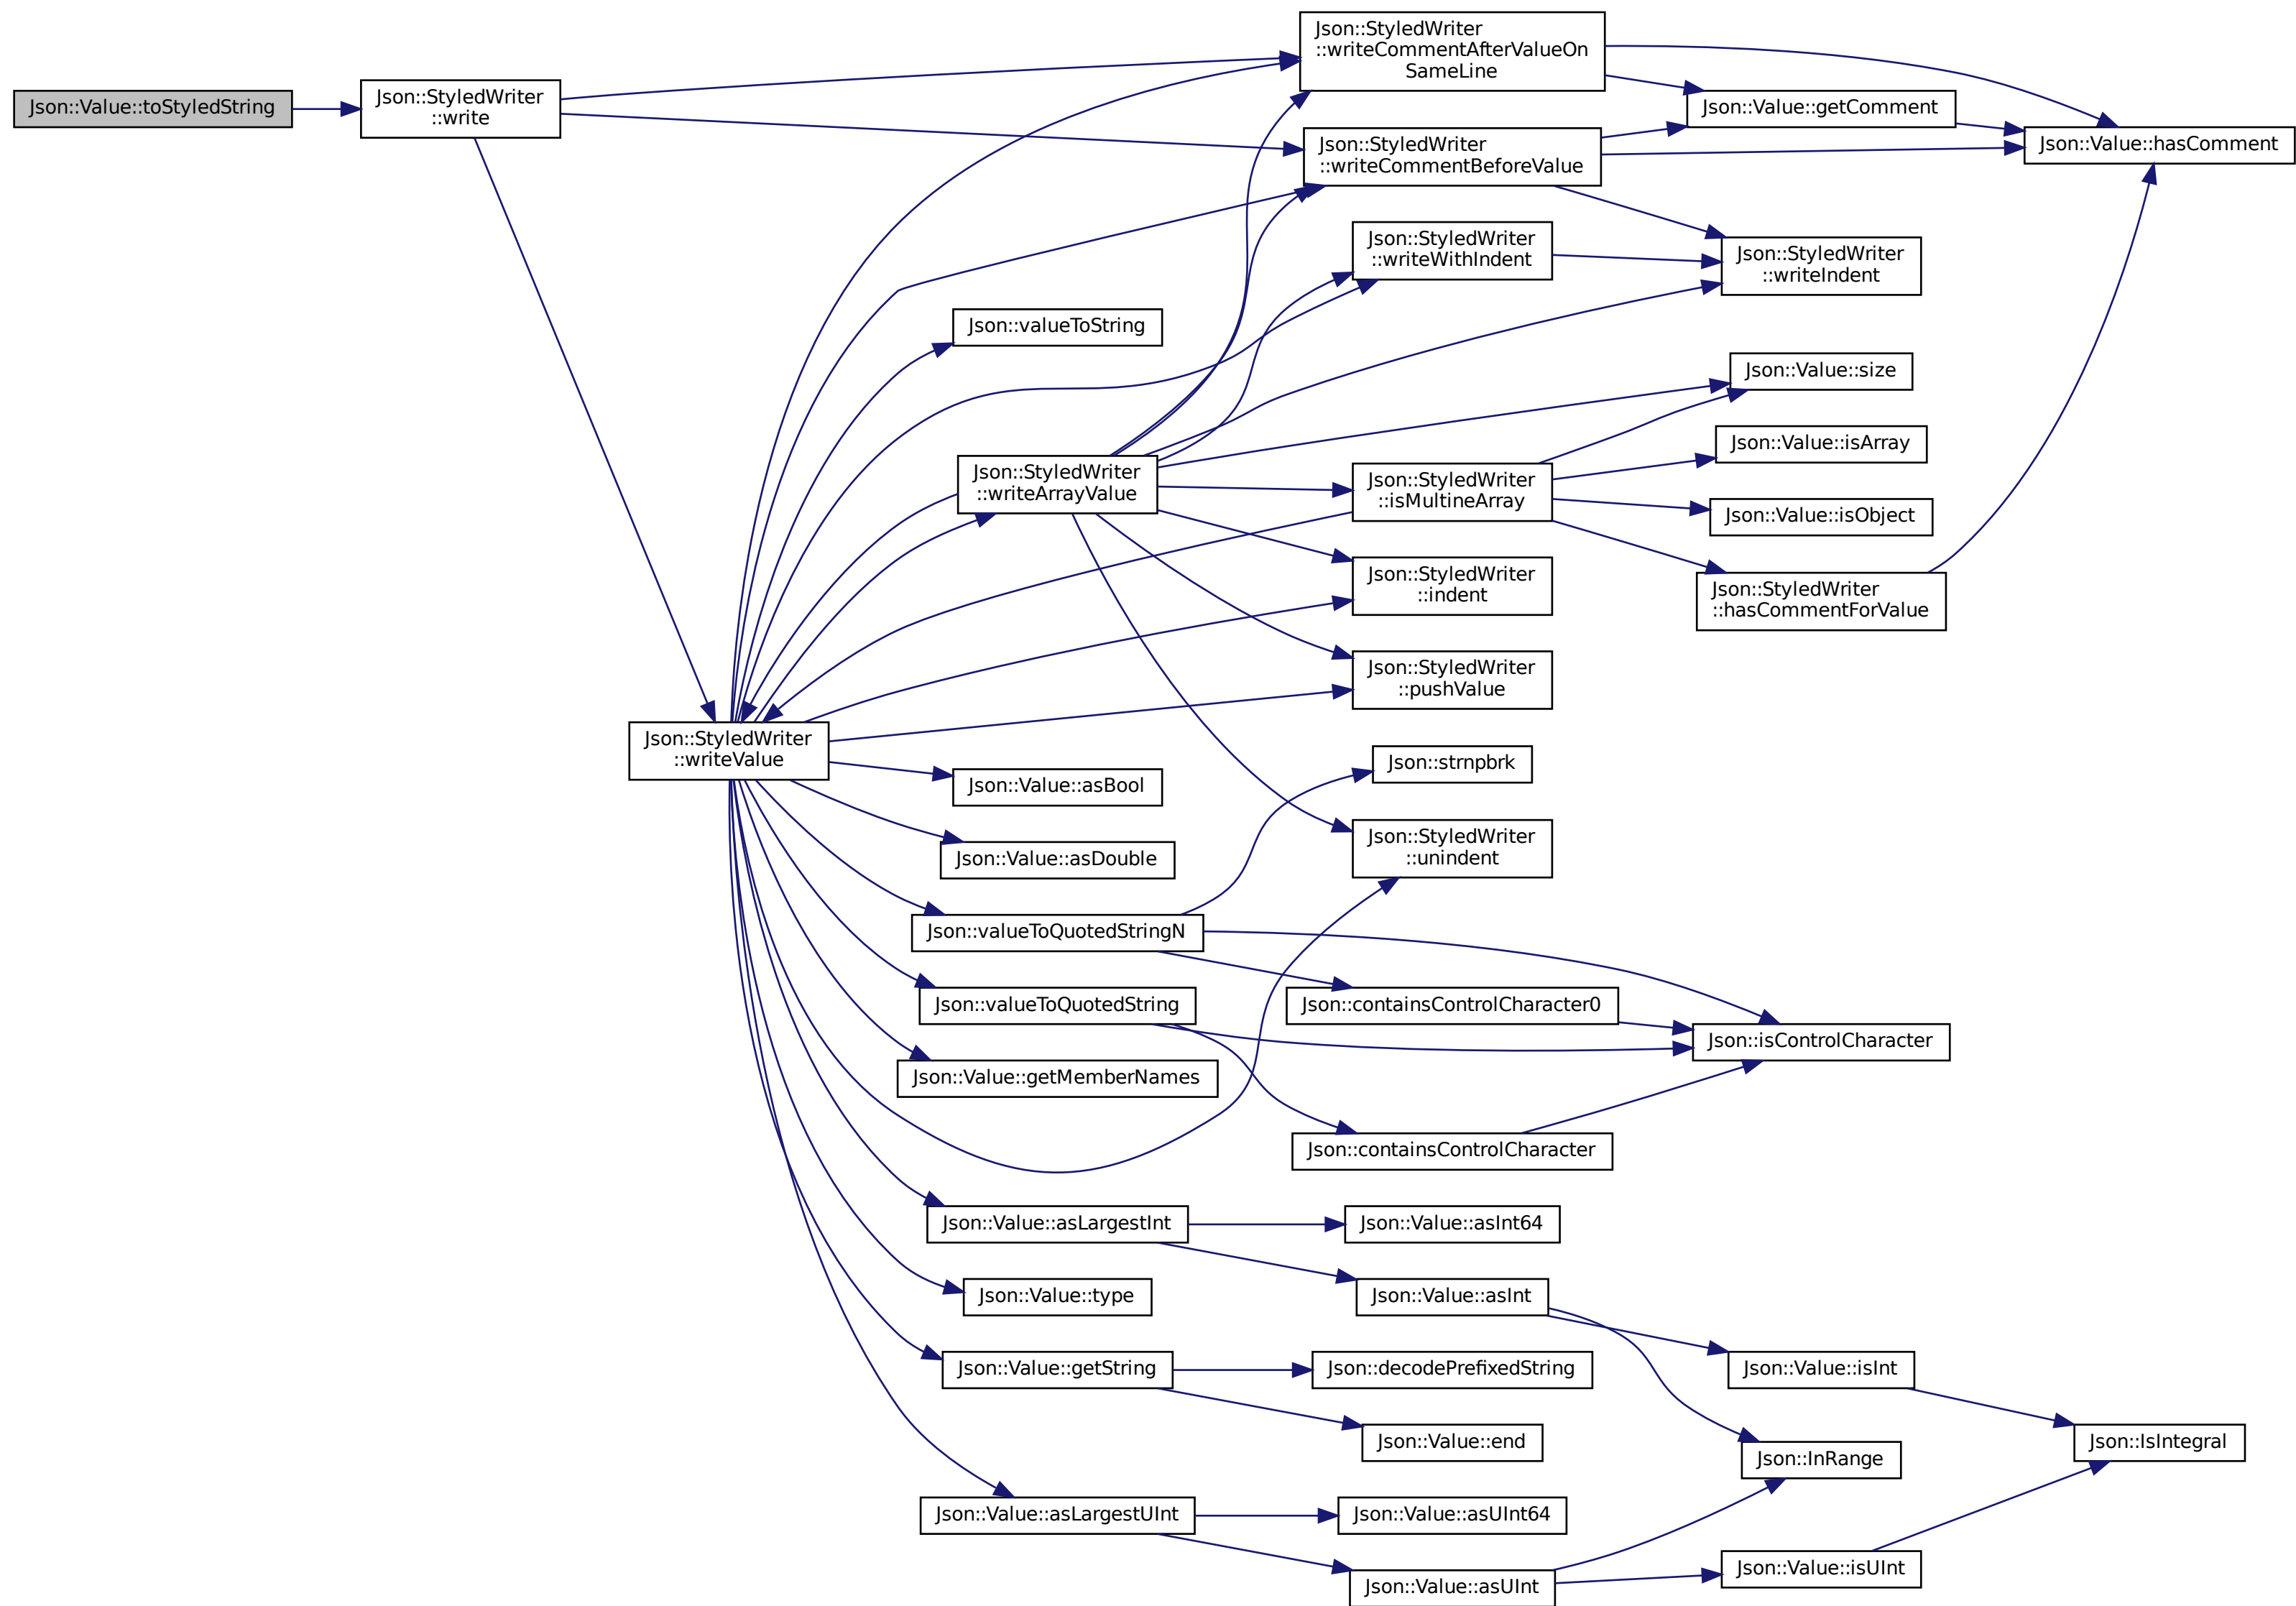 Json::Value::toStyledString
Json::StyledWriter
::write
Json::StyledWriter
::writeCommentAfterValueOn
SameLine
Json::Value::getComment
Json::Value::hasComment
Json::StyledWriter
::writeCommentBeforeValue
Json::StyledWriter
::writeWithIndent
Json::StyledWriter
::writeIndent
Json::valueToString
Json::Value::size
Json::Value::isArray
Json::StyledWriter
::writeArrayValue
Json::StyledWriter
::isMultineArray
Json::Value::isObject
Json::StyledWriter
::indent
Json::StyledWriter
::hasCommentForValue
Json::StyledWriter
::pushValue
Json::StyledWriter
::writeValue
Json::strnpbrk
Json::Value::asBool
Json::StyledWriter
::unindent
Json::Value::asDouble
Json::valueToQuotedStringN
Json::valueToQuotedString
Json::containsControlCharacter0
Json::isControlCharacter
Json::Value::getMemberNames
Json::containsControlCharacter
Json::Value::asLargestInt
Json::Value::asInt64
Json::Value::type
Json::Value::asInt
Json::Value::getString
Json::decodePrefixedString
Json::Value::isInt
Json::Value::end
Json::InRange
Json::IsIntegral
Json::Value::asLargestUInt
Json::Value::asUInt64
Json::Value::asUInt
Json::Value::isUInt